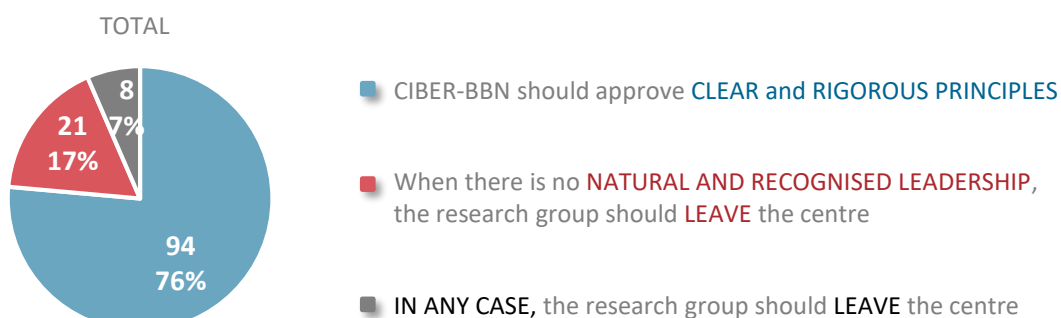 TOTAL
8
7%
21
17%
94
76%
CIBER-BBN should approve CLEAR and RIGOROUS PRINCIPLES
When there is no NATURAL AND RECOGNISED LEADERSHIP,
the research group should LEAVE the centre
IN ANY CASE, the research group should LEAVE the centre